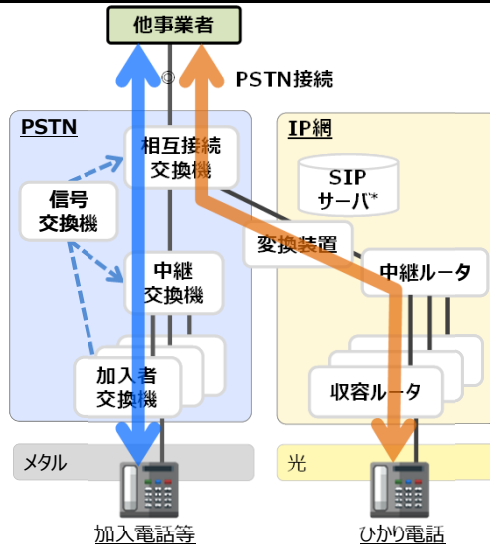 他事業者
◎
PSTN接続
PSTN
IP網
相互接続
交換機
SIP
サーバ*
信号
交換機
変換装置
中継
交換機
中継ルータ
加入者
交換機
収容ルータ
メタル
光
加入電話等
ひかり電話